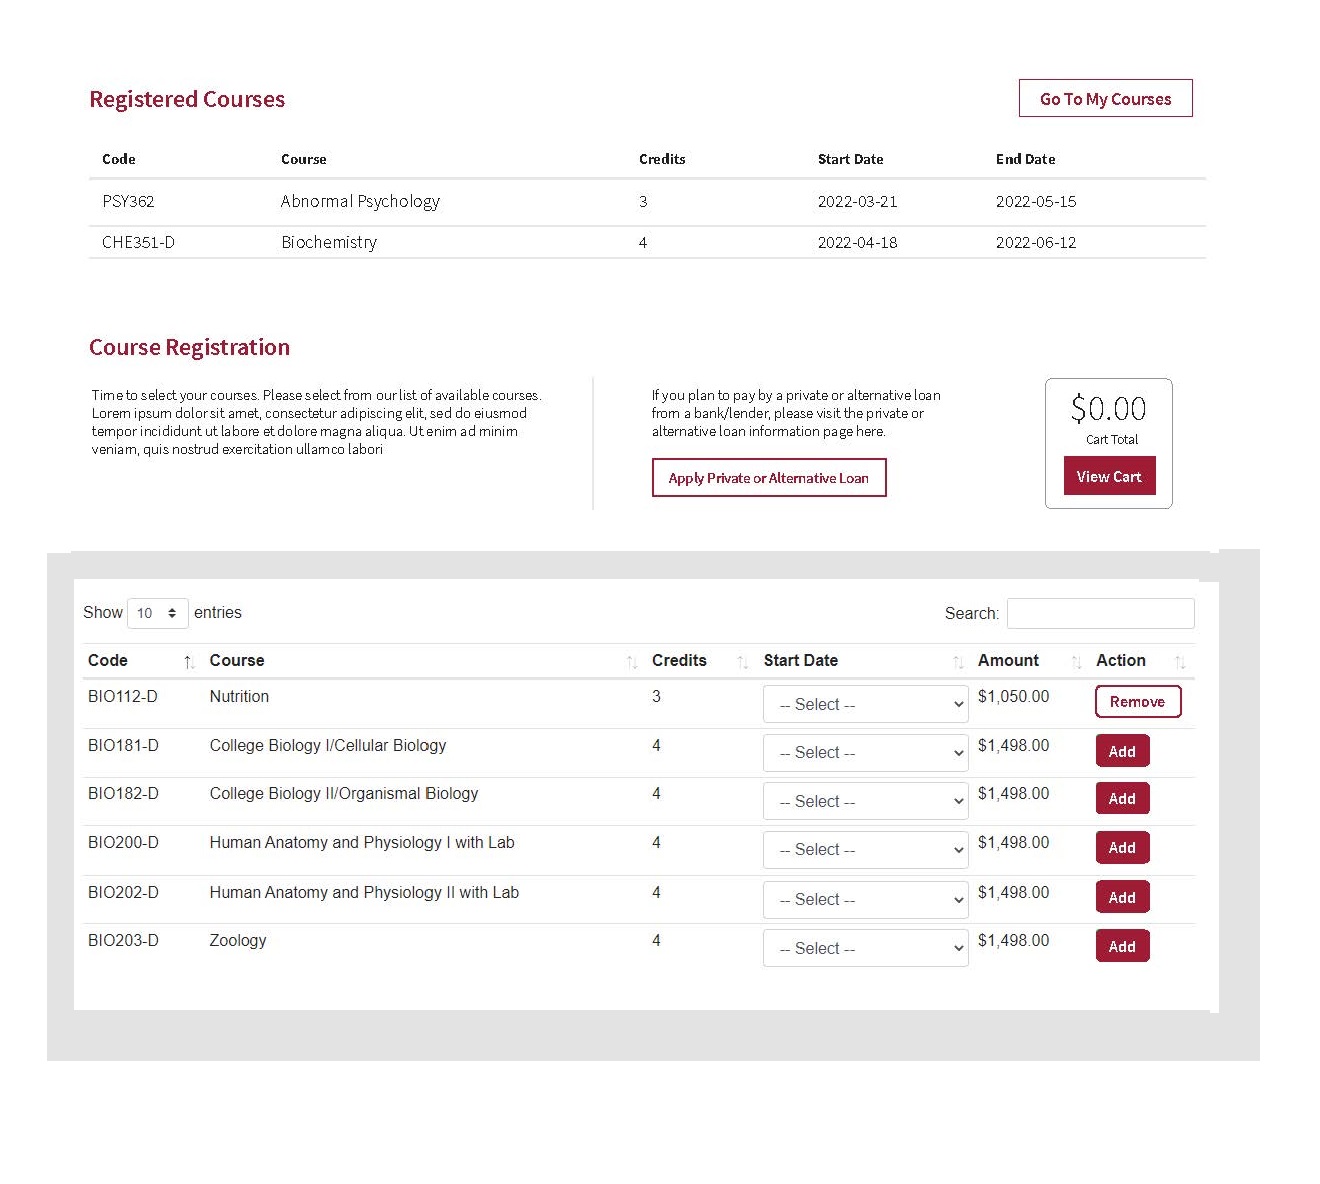 Registered Courses Go To My Courses
Code Course Credits Start Date End Date
PSY362 Abnormal Psychology 3 2022-03-21 2022-05-15
CHE351-D Biochemistry 4 2022-04-18 2022-06-12
Course Registration
Time to select your courses. Please select from our list of available courses.
Lorem ipsum dolor sit amet, consectetur adipiscing elit, sed do eiusmod
tempor incididunt ut labore et dolore magna aliqua. Ut enim ad minim
veniam, quis nostrud exercitation ullamco labori
If you plan to pay by a private or alternative loan
from a bank/lender, please visit the private or
alternative loan information page here.
Apply Private or Alternative Loan
$0.00
Cart Total
View Cart
Show 10 entries Search:
Code Course Credits Start Date Amount Action
BIO112-D Nutrition 3 -- Select -- $1,050.00 Remove
BIO181-D College Biology I/Cellular Biology 4 -- Select -- $1,498.00 Add
BIO182-D College Biology II/Organismal Biology 4 -- Select -- $1,498.00 Add
BIO200-D Human Anatomy and Physiology I with Lab 4 -- Select -- $1,498.00 Add
BIO202-D Human Anatomy and Physiology II with Lab 4 -- Select -- $1,498.00 Add
BIO203-D Zoology 4 -- Select -- $1,498.00 Add